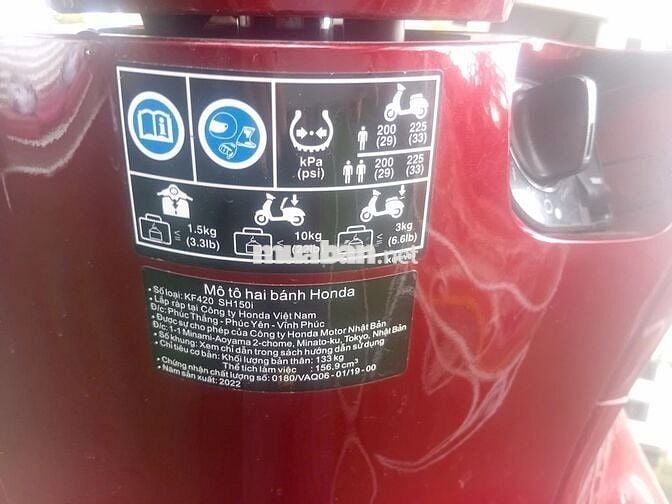 200 225
(29) (33)
kPa
(psi)
200 225
(29) (33)
1.5kg
(3.3lb)
10kg
3kg
(6.6lb)
muaban.net
Mô tô hai bánh Honda
• Số loại: KF420 SH150i
• Lắp ráp tại Công ty Honda Việt Nam
Đ/c: Phúc Thắng - Phúc Yên - Vĩnh Phúc
• Được sự cho phép của Công ty Honda Motor Nhật Bản
Đ/c: 1-1 Minami-Aoyama 2-chome, Minato-ku, Tokyo, Nhật Bản
• Số khung: Xem chỉ dẫn trong sách hướng dẫn sử dụng
• Chỉ tiêu cơ bản: Khối lượng bản thân: 133 kg
Thể tích làm việc : 156.9 cm³
• Chứng nhận chất lượng số: 0180/VAQ06 - 01/19 - 00
• Năm sản xuất: 2022